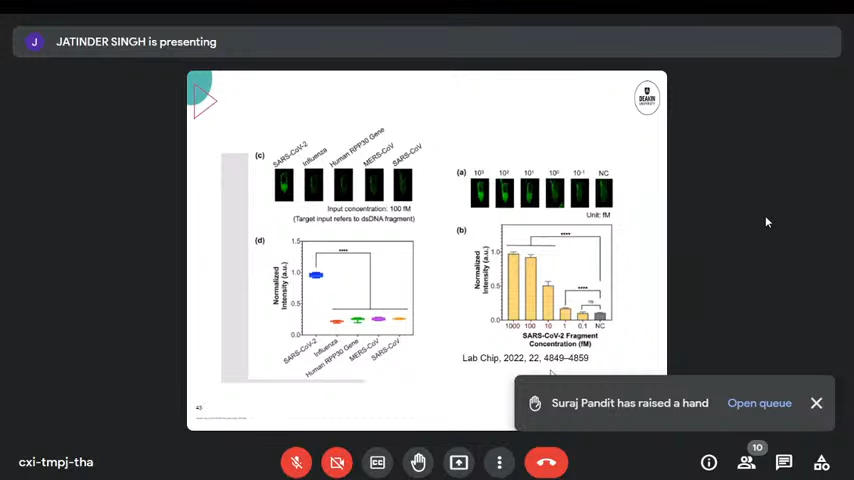 J JATINDER SINGH is presenting
DEAKIN
UNIVERSITY
(c)
SARS-CoV-2
Influenza
Human RPP30 Gene
MERS-CoV
SARS-CoV
Input concentration: 100 fM
(Target input refers to dsDNA fragment)
(d)
Normalized
Intensity (a.u.)
1.5
1.0
0.5
0.0
****
SARS-CoV-2
Influenza
Human RPP30 Gene
MERS-CoV
SARS-CoV
(a)
10³ 10² 10¹ 10⁰ 10⁻¹ NC
Unit: fM
(b)
Normalized
Intensity (a.u.)
1.0
0.5
0.0
****
****
ns
1000 100 10 1 0.1 NC
SARS-CoV-2 Fragment
Concentration (fM)
Lab Chip, 2022, 22, 4849–4859
43
Suraj Pandit has raised a hand
Open queue
cxi-tmpj-tha
10